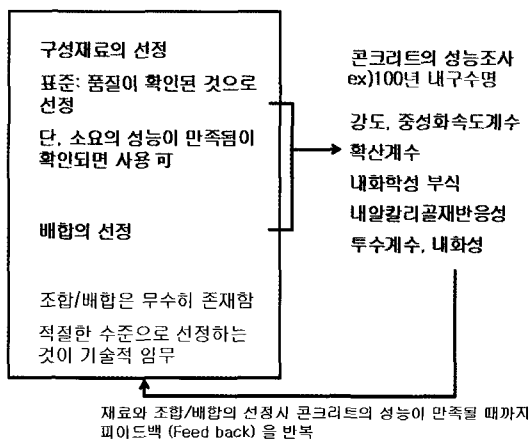 구성재료의 선정
표준: 품질이 확인된 것으로
선정
단, 소요의 성능이 만족됨이
확인되면 사용 可
배합의 선정
조합/배합은 무수히 존재함
적절한 수준으로 선정하는
것이 기술적 임무
콘크리트의 성능조사
ex)100년 내구수명
강도, 중성화속도계수
확산계수
내화학성 부식
내알칼리골재반응성
투수계수, 내화성
재료와 조합/배합의 선정시 콘크리트의 성능이 만족될 때까지
피이드백 (Feed back) 을 반복